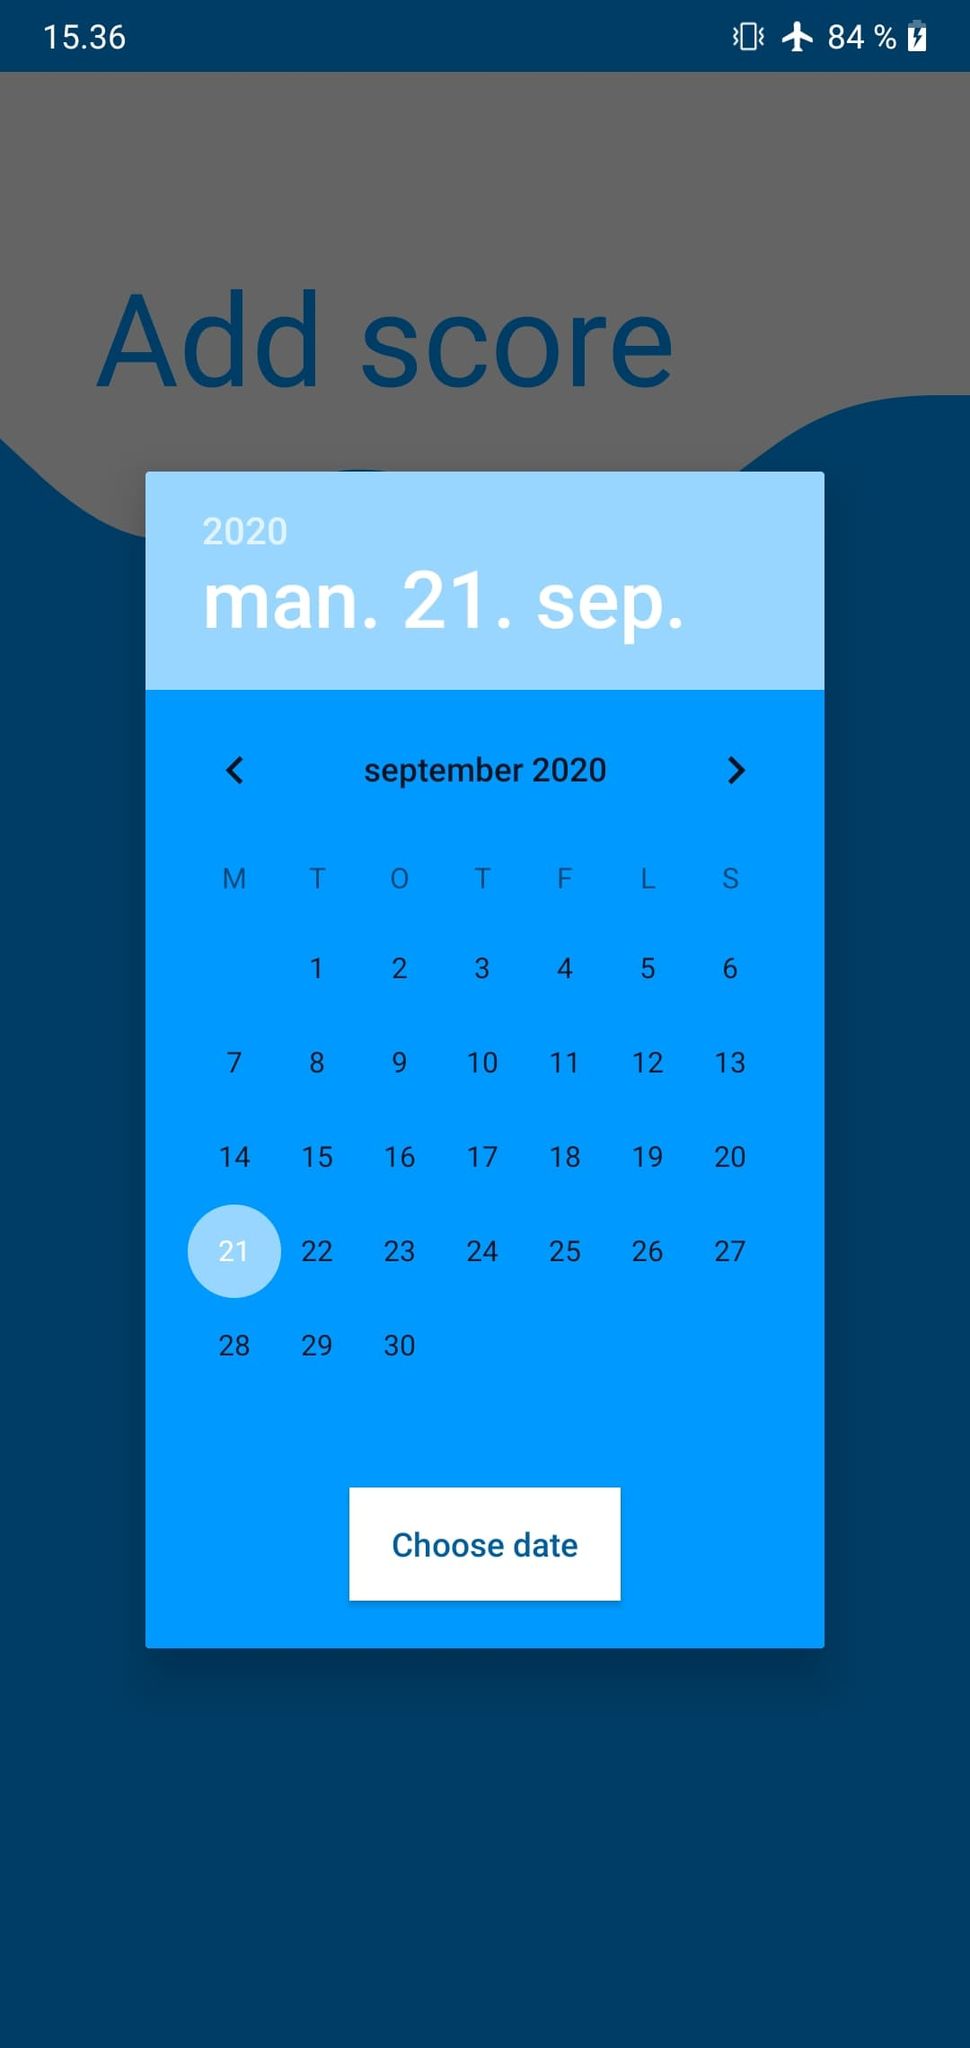 15.36 84 %
Add score
2020
man. 21. sep.
september 2020
M T O T F L S
1 2 3 4 5 6
7 8 9 10 11 12 13
14 15 16 17 18 19 20
21 22 23 24 25 26 27
28 29 30
Choose date